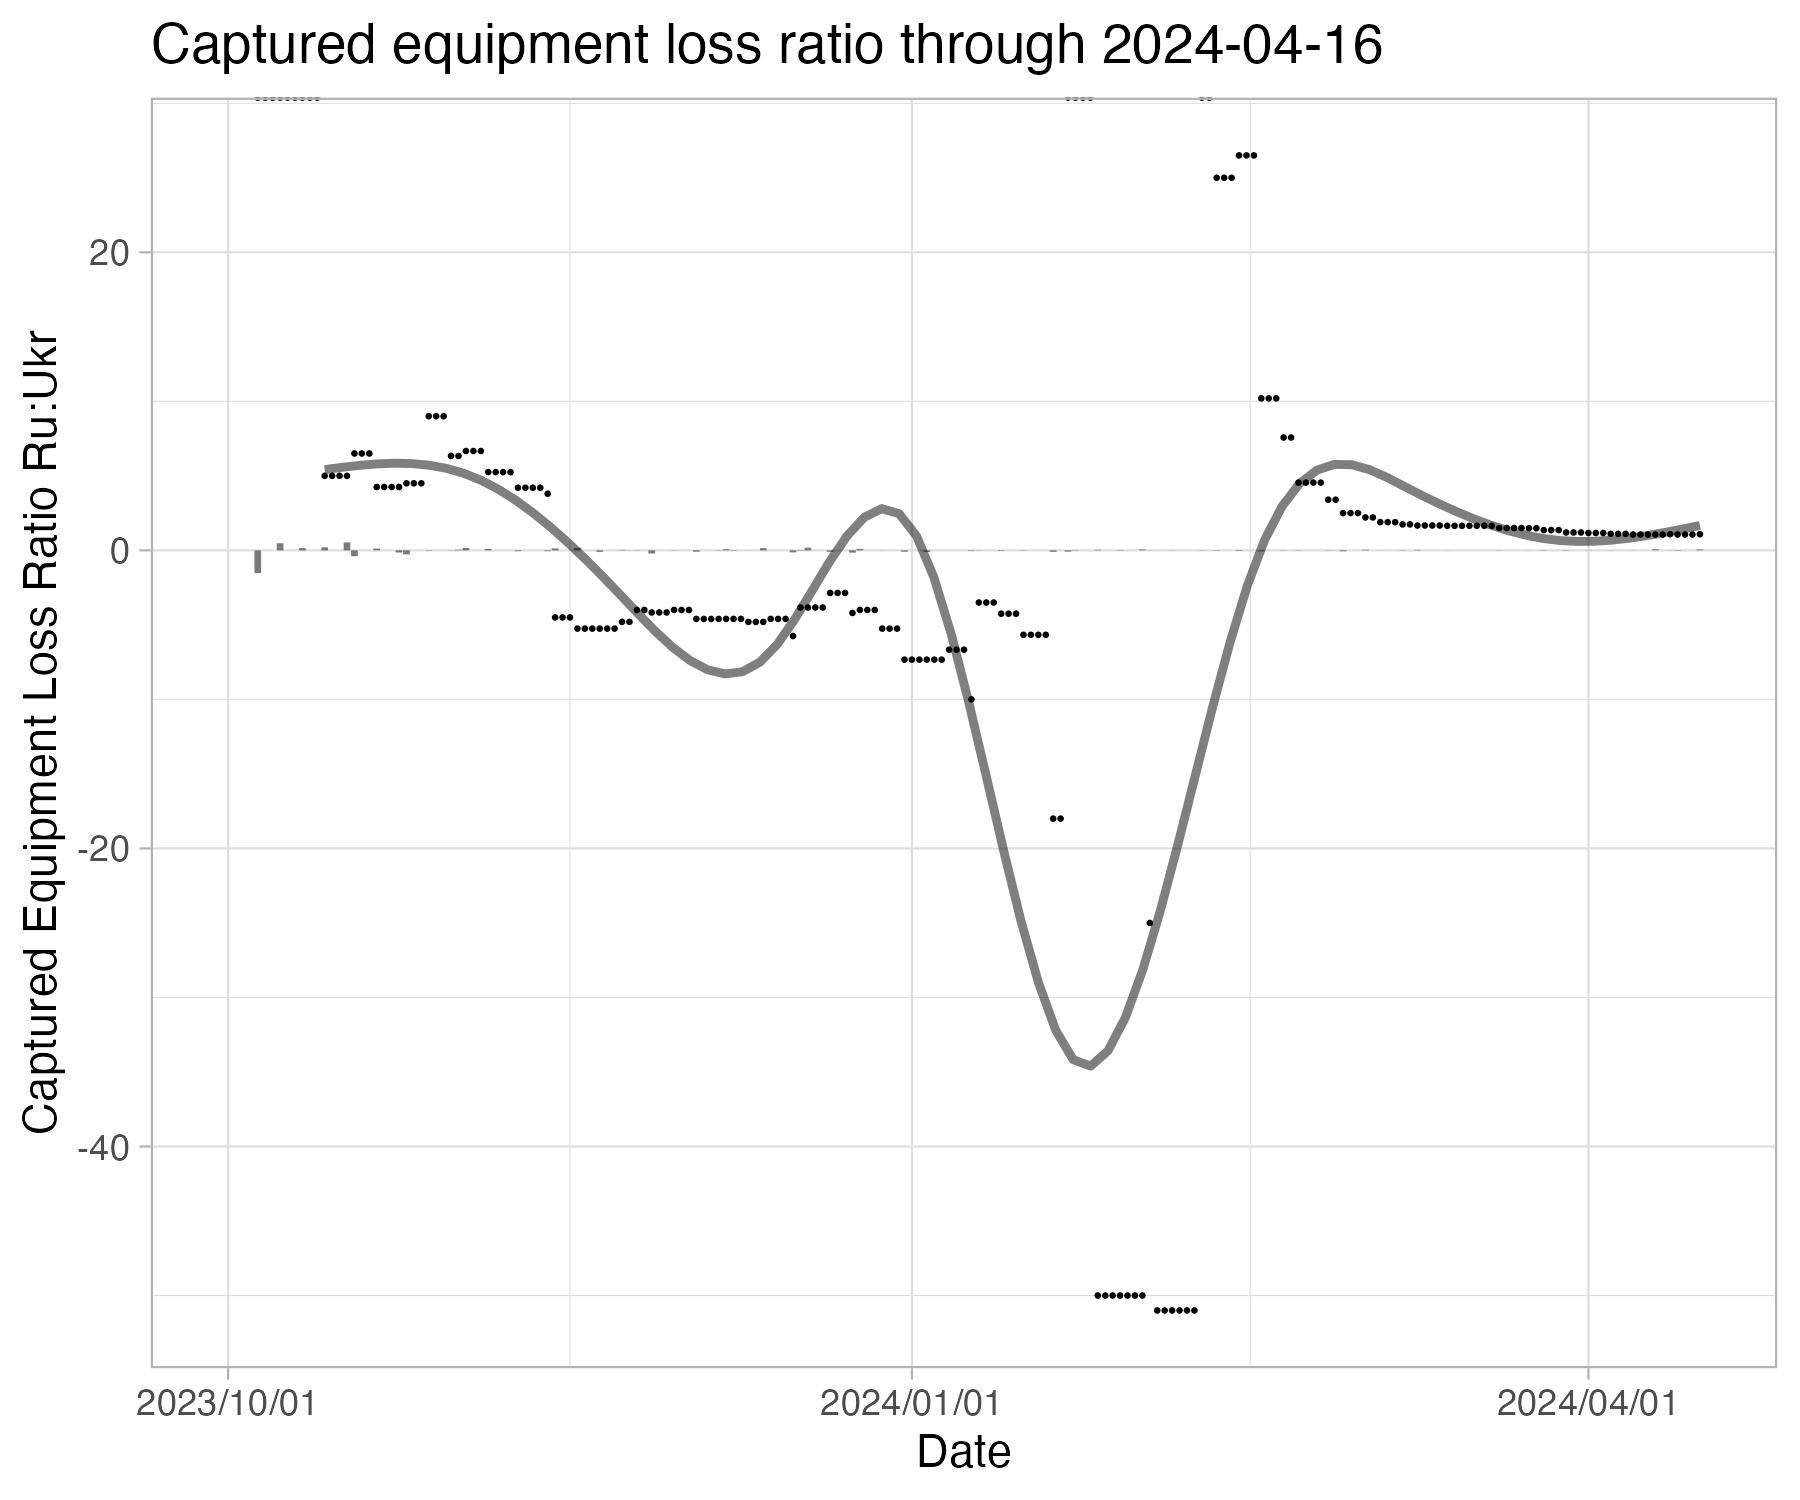 Captured equipment loss ratio through 2024-04-16
Captured Equipment Loss Ratio Ru:Ukr
20
0
-20
-40
2023/10/01
2024/01/01
2024/04/01
Date